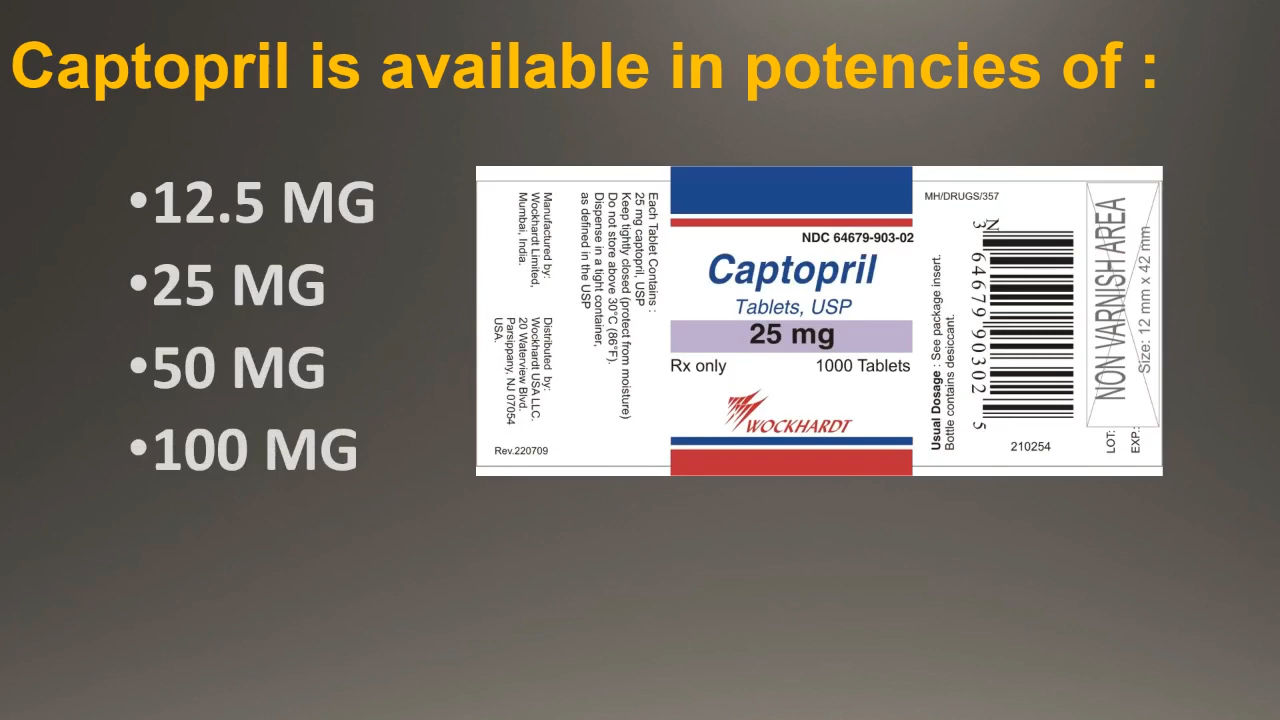 Captopril is available in potencies of :
•12.5 MG
•25 MG
•50 MG
•100 MG
Each Tablet Contains :
25 mg captopril, USP
Keep tightly closed (protect from moisture)
Do not store above 30°C (86°F).
Dispense in a tight container,
as defined in the USP
Manufactured by:
Wockhardt Limited,
Mumbai, India.
Distributed by:
Wockhardt USA LLC.
20 Waterview Blvd.
Parsippany, NJ 07054
USA.
Rev.220709
NDC 64679-903-02
Captopril
Tablets, USP
25 mg
Rx only
1000 Tablets
WOCKHARDT
MH/DRUGS/357
Usual Dosage : See package insert.
Bottle contains desiccant.
N
3 64679 90302 5
210254
NON VARNISH AREA
Size: 12 mm x 42 mm
LOT:
EXP.: